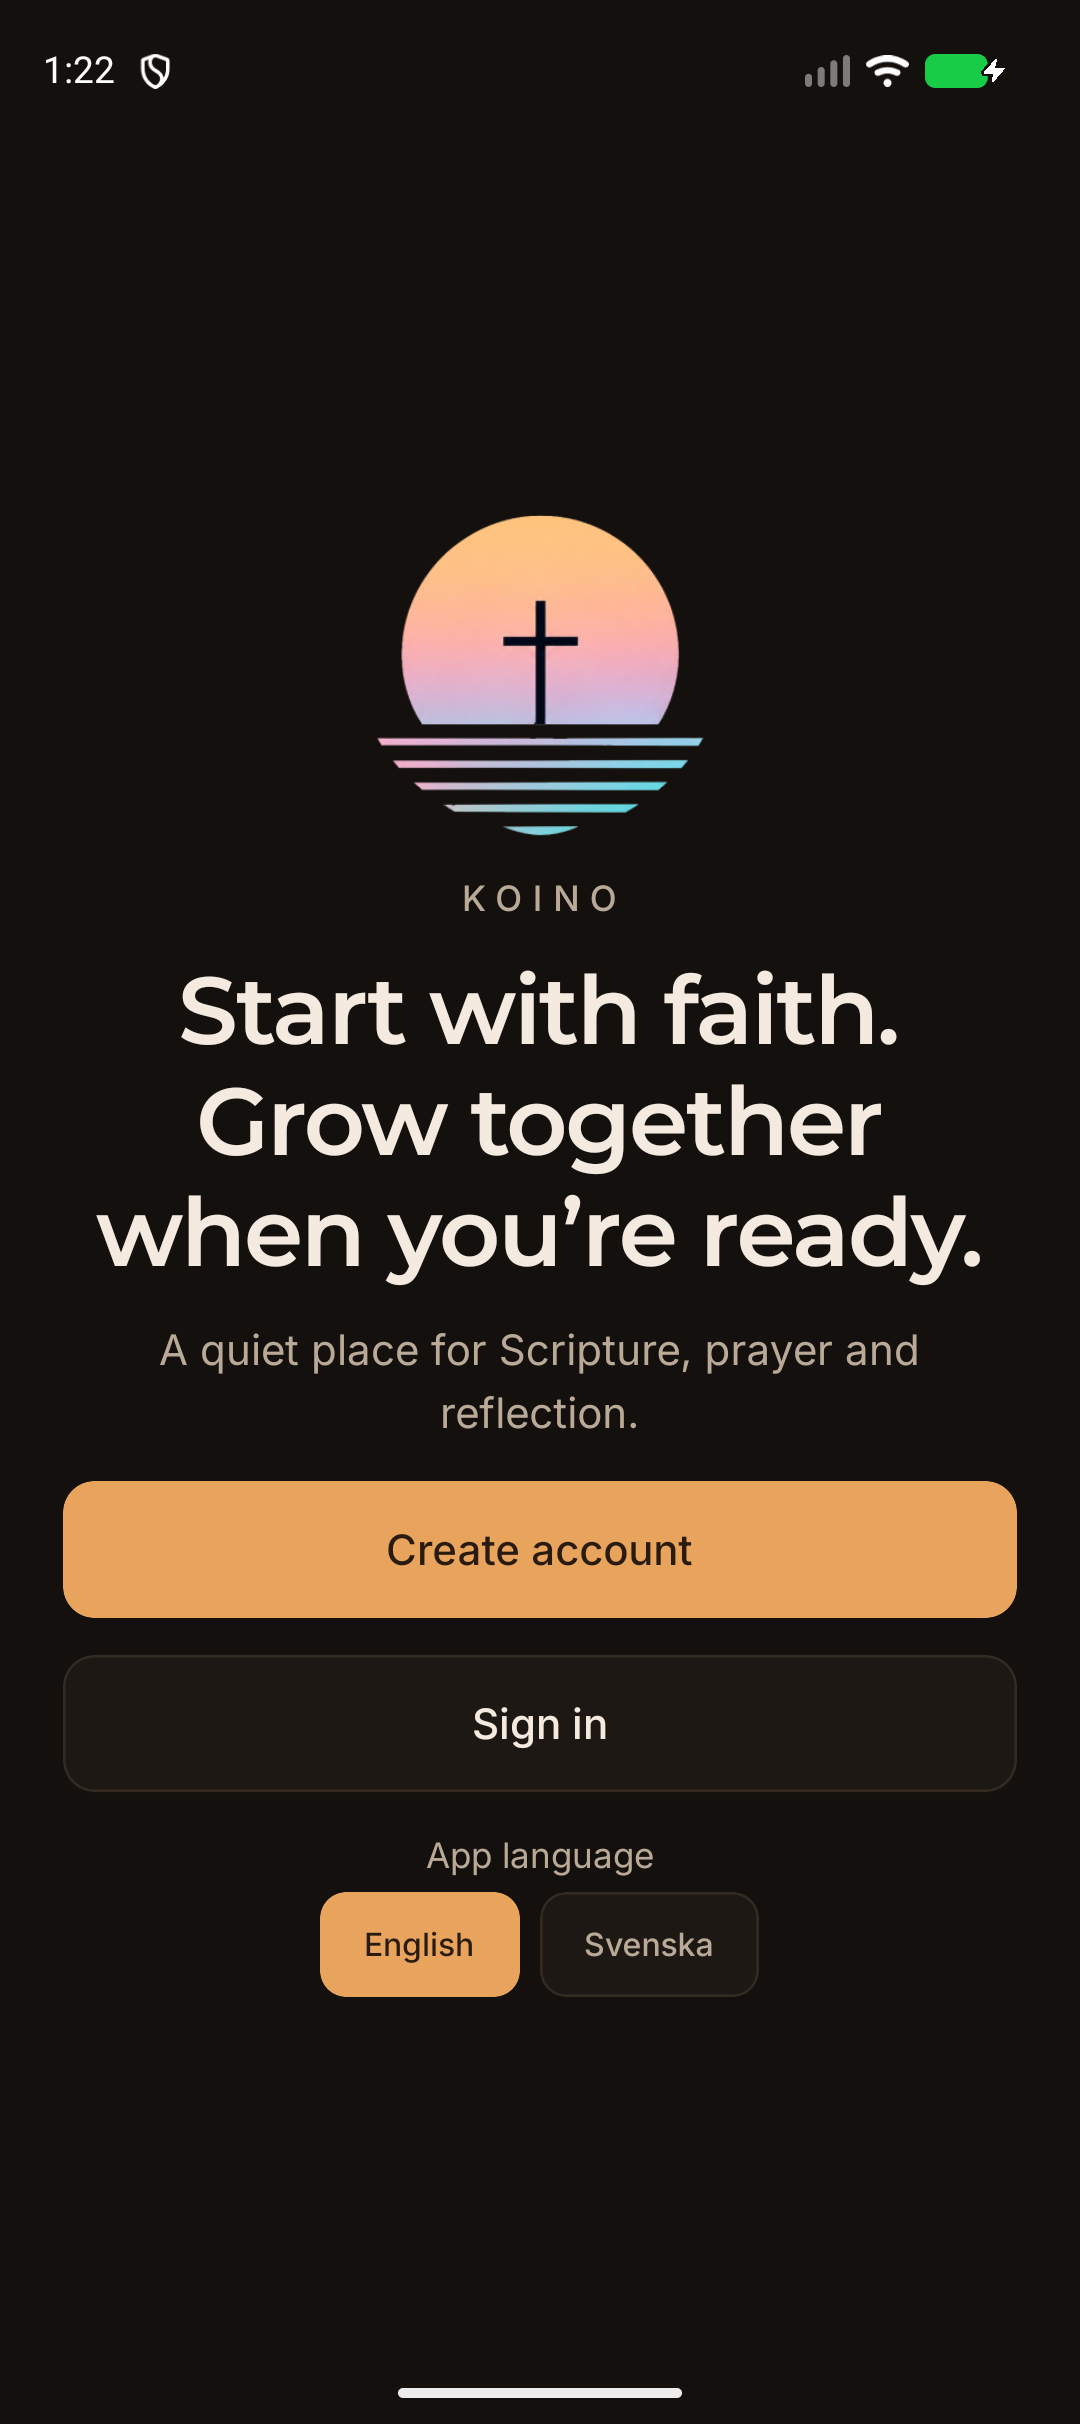 1:22
KOINO
Start with faith.
Grow together
when you’re ready.
A quiet place for Scripture, prayer and
reflection.
Create account
Sign in
App language
English Svenska